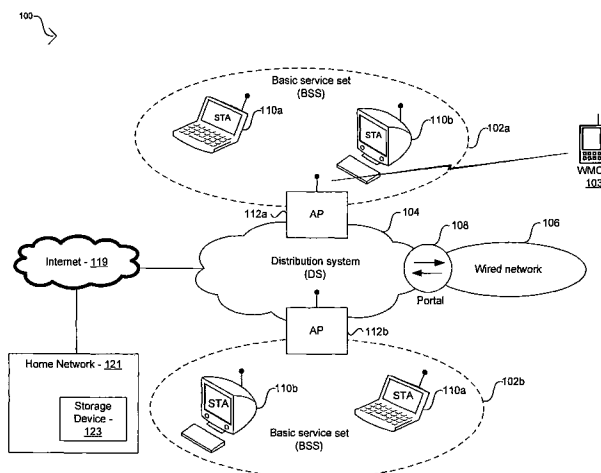 100
Basic service set
(BSS)
STA
110a
STA
110b
102a
103
112a
AP
104
108
106
Internet - 119
Distribution system
(DS)
Wired network
Portal
AP
112b
Home Network - 121
Storage
Device -
123
STA
110b
STA
110a
102b
Basic service set
(BSS)